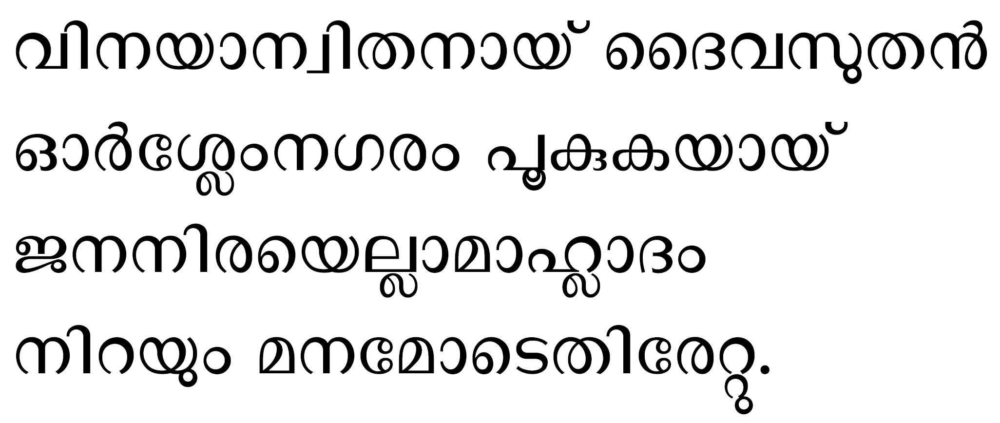 വിനയാന്വിതനായ് ദൈവസുതൻ
ഓർശ്ലേംനഗരം പൂകുകയായ്
ജനനിരയെല്ലാമാഹ്ലാദം
നിറയും മനമോടെതിരേറ്റു.